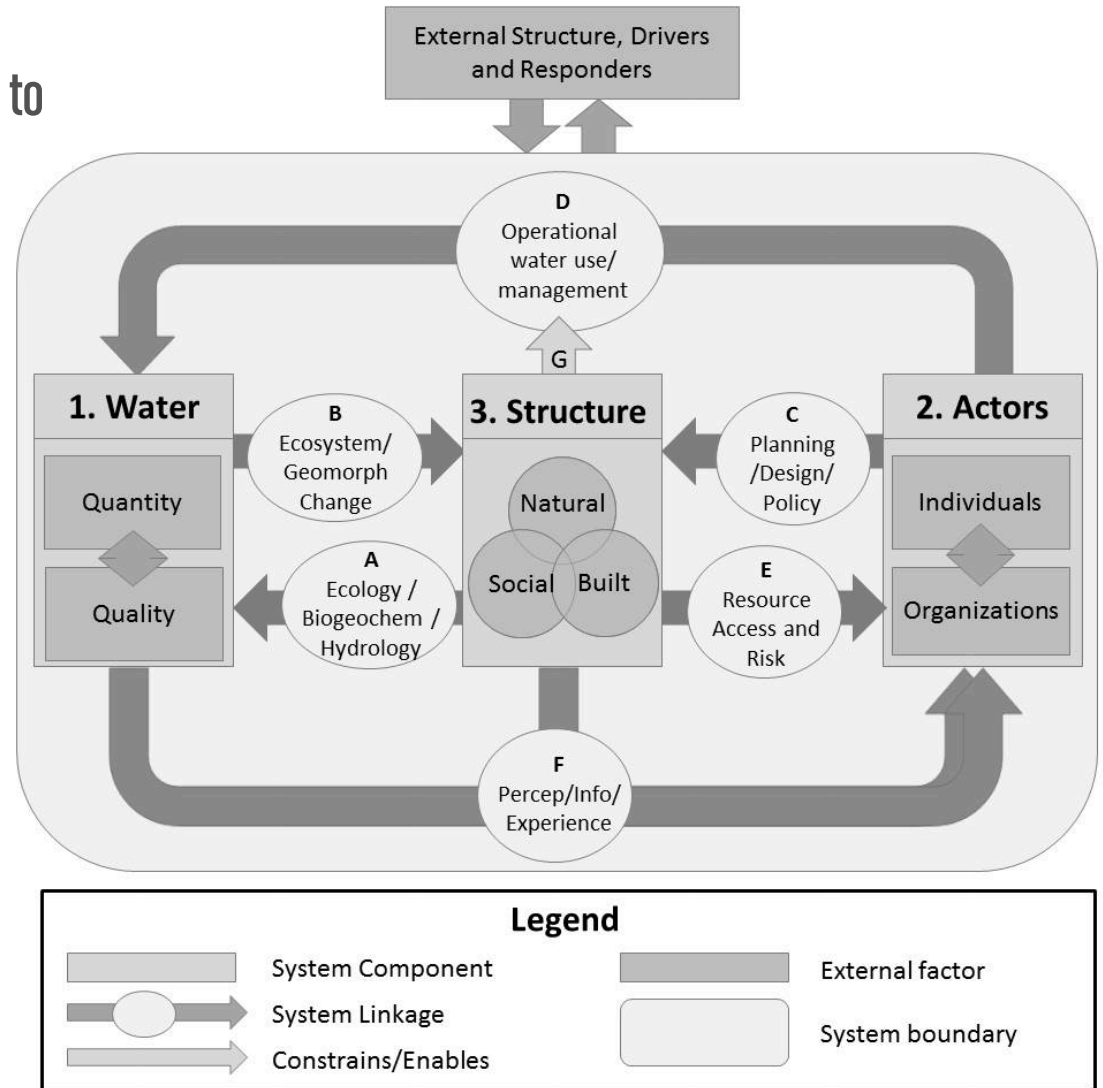 to
External Structure, Drivers
and Responders
D
Operational
water use/
management
G
1. Water
Quantity
Quality
B
Ecosystem/
Geomorph
Change
A
Ecology /
Biogeochem /
Hydrology
3. Structure
Natural
Social
Built
C
Planning
/Design/
Policy
E
Resource
Access and
Risk
2. Actors
Individuals
Organizations
F
Percep/Info/
Experience
Legend
System Component
System Linkage
Constrains/Enables
External factor
System boundary